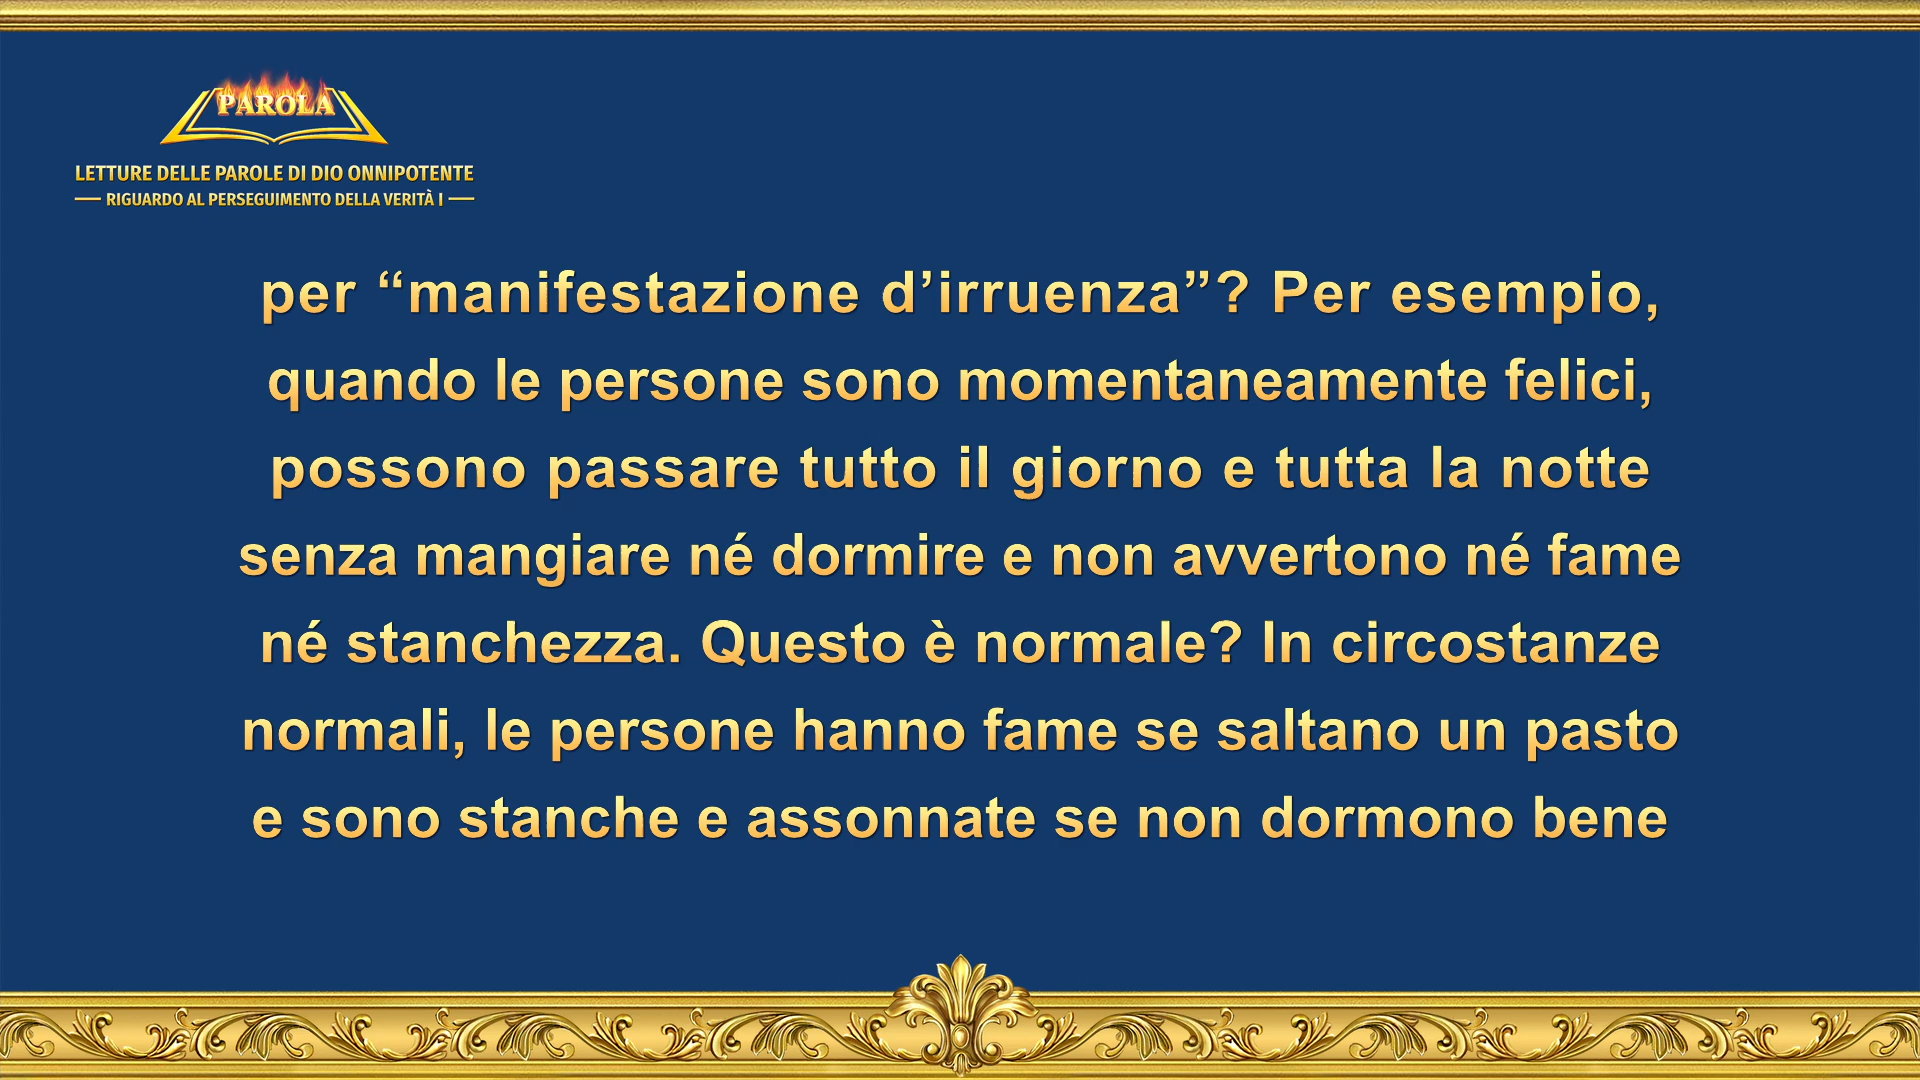 PAROLA
LETTURE DELLE PAROLE DI DIO ONNIPOTENTE
RIGUARDO AL PERSEGUIMENTO DELLA VERITÀ I
per “manifestazione d’irruenza”? Per esempio,
quando le persone sono momentaneamente felici,
possono passare tutto il giorno e tutta la notte
senza mangiare né dormire e non avvertono né fame
né stanchezza. Questo è normale? In circostanze
normali, le persone hanno fame se saltano un pasto
e sono stanche e assonnate se non dormono bene